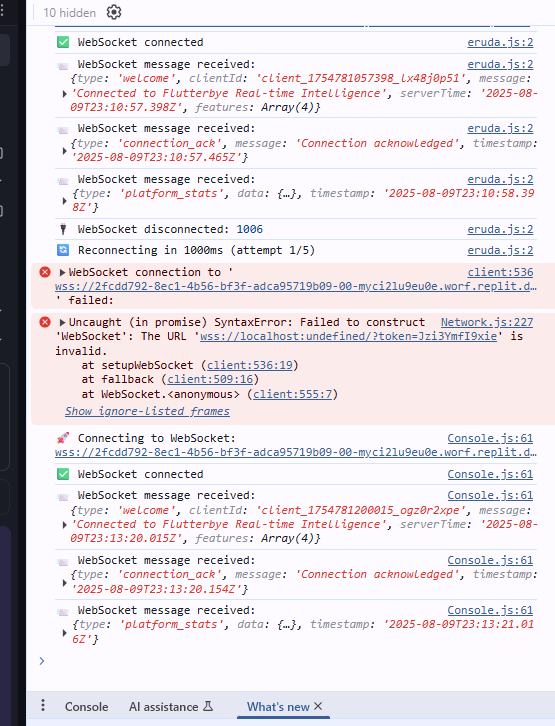 10 hidden
WebSocket connected eruda.js:2
WebSocket message received: eruda.js:2
{type: 'welcome', clientId: 'client_1754781057398_lx48j0p51', message:
'Connected to Flutterbye Real-time Intelligence', serverTime: '2025-08-
09T23:10:57.398Z', features: Array(4)}
WebSocket message received: eruda.js:2
{type: 'connection_ack', message: 'Connection acknowledged', timestamp:
'2025-08-09T23:10:57.465Z'}
WebSocket message received: eruda.js:2
{type: 'platform_stats', data: {…}, timestamp: '2025-08-09T23:10:58.39
8Z'}
WebSocket disconnected: 1006 eruda.js:2
Reconnecting in 1000ms (attempt 1/5) eruda.js:2
WebSocket connection to ' client:536
wss://2fcdd792-8ec1-4b56-bf3f-adca95719b09-00-myci2lu9eu0e.worf.replit.d…
' failed:
Uncaught (in promise) SyntaxError: Failed to construct Network.js:227
'WebSocket': The URL 'wss://localhost:undefined/?token=Jzi3YmfI9xie' is
invalid.
at setupWebSocket (client:536:19)
at fallback (client:509:16)
at WebSocket.<anonymous> (client:555:7)
Show ignore-listed frames
Connecting to WebSocket: Console.js:61
wss://2fcdd792-8ec1-4b56-bf3f-adca95719b09-00-myci2lu9eu0e.worf.replit.d…
WebSocket connected Console.js:61
WebSocket message received: Console.js:61
{type: 'welcome', clientId: 'client_1754781200015_ogz0r2xpe', message:
'Connected to Flutterbye Real-time Intelligence', serverTime: '2025-08-
09T23:13:20.015Z', features: Array(4)}
WebSocket message received: Console.js:61
{type: 'connection_ack', message: 'Connection acknowledged', timestamp:
'2025-08-09T23:13:20.154Z'}
WebSocket message received: Console.js:61
{type: 'platform_stats', data: {…}, timestamp: '2025-08-09T23:13:21.01
6Z'}
Console AI assistance What's new